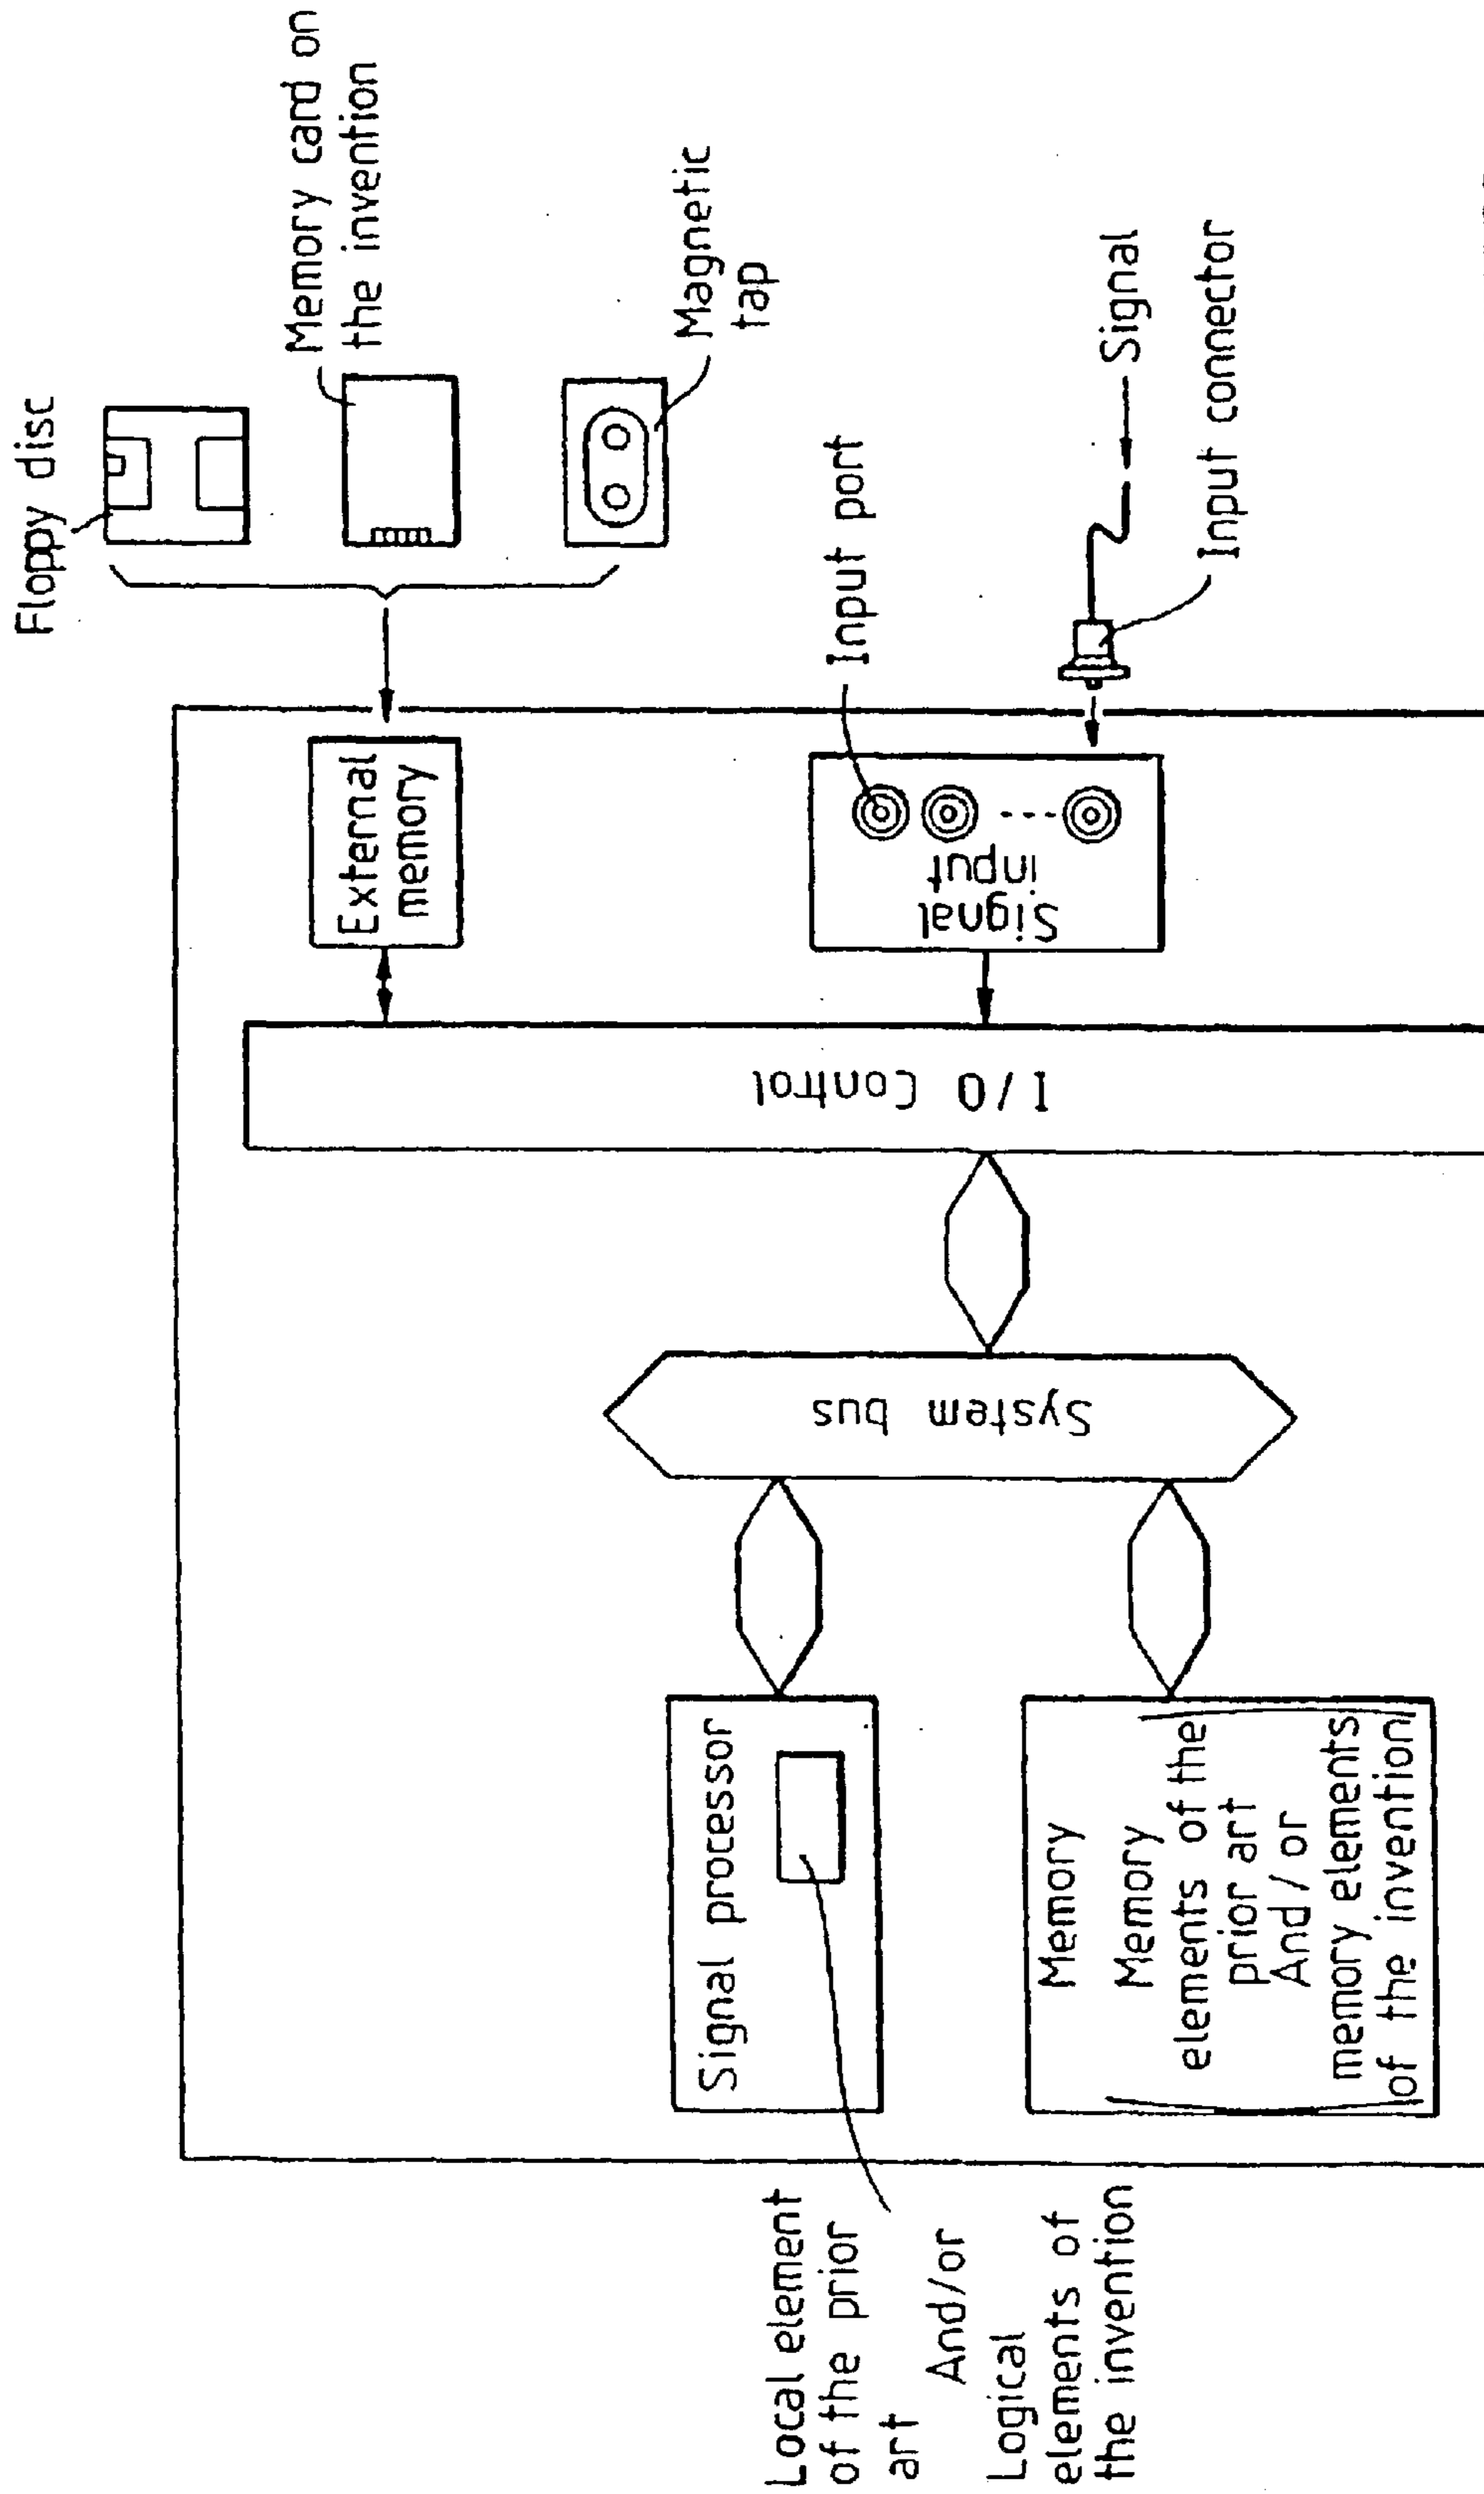 Floppy disc
Memory card on
the invention
Magnetic
tap
Input port
Signal
Input connector
External
memory
Signal
input
I/O Control
System bus
Signal processor
Memory
Memory
elements of the
prior art
And/or
memory elements
of the invention
Local element
of the prior
art
And/or
Logical
elements of
the invention